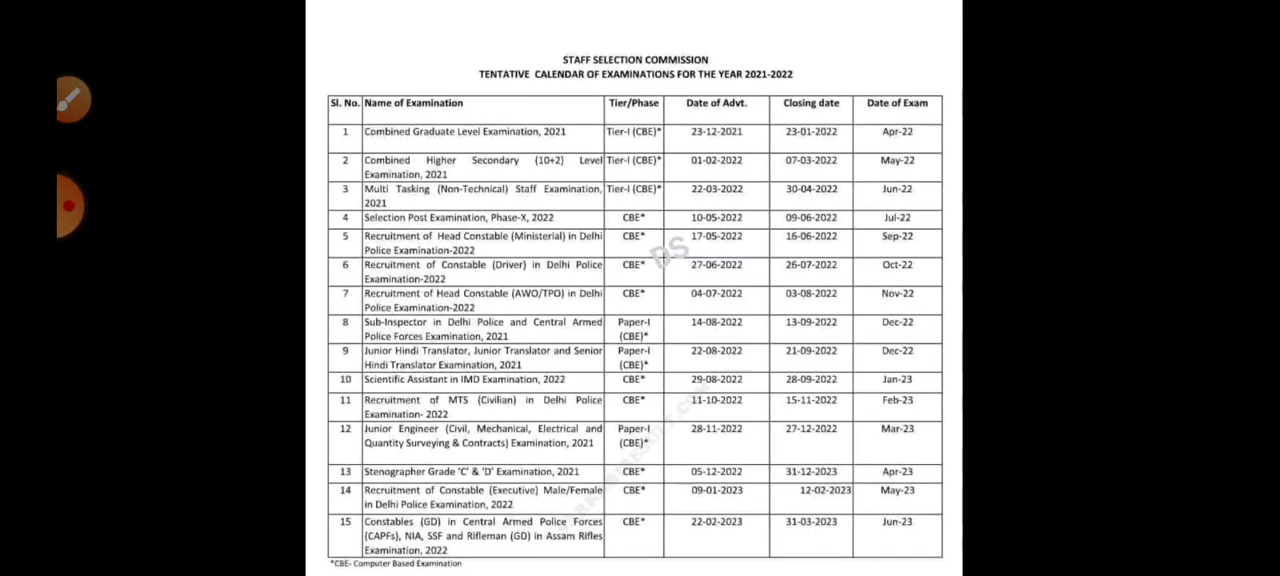 STAFF SELECTION COMMISSION
TENTATIVE CALENDAR OF EXAMINATIONS FOR THE YEAR 2021-2022
Sl. No. Name of Examination Tier/Phase Date of Advt. Closing date Date of Exam
1 Combined Graduate Level Examination, 2021 Tier-I (CBE)* 23-12-2021 23-01-2022 Apr-22
2 Combined Higher Secondary (10+2) Level Tier-I (CBE)* 01-02-2022 07-03-2022 May-22
Examination, 2021
3 Multi Tasking (Non-Technical) Staff Examination, Tier-I (CBE)* 22-03-2022 30-04-2022 Jun-22
2021
4 Selection Post Examination, Phase-X, 2022 CBE* 10-05-2022 09-06-2022 Jul-22
5 Recruitment of Head Constable (Ministerial) in Delhi CBE* 17-05-2022 16-06-2022 Sep-22
Police Examination-2022
DS
6 Recruitment of Constable (Driver) in Delhi Police CBE* 27-06-2022 26-07-2022 Oct-22
Examination-2022
7 Recruitment of Head Constable (AWO/TPO) in Delhi CBE* 04-07-2022 03-08-2022 Nov-22
Police Examination-2022
8 Sub-Inspector in Delhi Police and Central Armed Paper-I 14-08-2022 13-09-2022 Dec-22
Police Forces Examination, 2021 (CBE)*
9 Junior Hindi Translator, Junior Translator and Senior Paper-I 22-08-2022 21-09-2022 Dec-22
Hindi Translator Examination, 2021 (CBE)*
10 Scientific Assistant in IMD Examination, 2022 CBE* 29-08-2022 28-09-2022 Jan-23
11 Recruitment of MTS (Civilian) in Delhi Police CBE* 11-10-2022 15-11-2022 Feb-23
Examination- 2022
12 Junior Engineer (Civil, Mechanical, Electrical and Paper-I 28-11-2022 27-12-2022 Mar-23
Quantity Surveying & Contracts) Examination, 2021 (CBE)*
13 Stenographer Grade 'C' & 'D' Examination, 2021 CBE* 05-12-2022 31-12-2023 Apr-23
14 Recruitment of Constable (Executive) Male/Female CBE* 09-01-2023 12-02-2023 May-23
in Delhi Police Examination, 2022
15 Constables (GD) in Central Armed Police Forces CBE* 22-02-2023 31-03-2023 Jun-23
(CAPFs), NIA, SSF and Rifleman (GD) in Assam Rifles
Examination, 2022
*CBE- Computer Based Examination